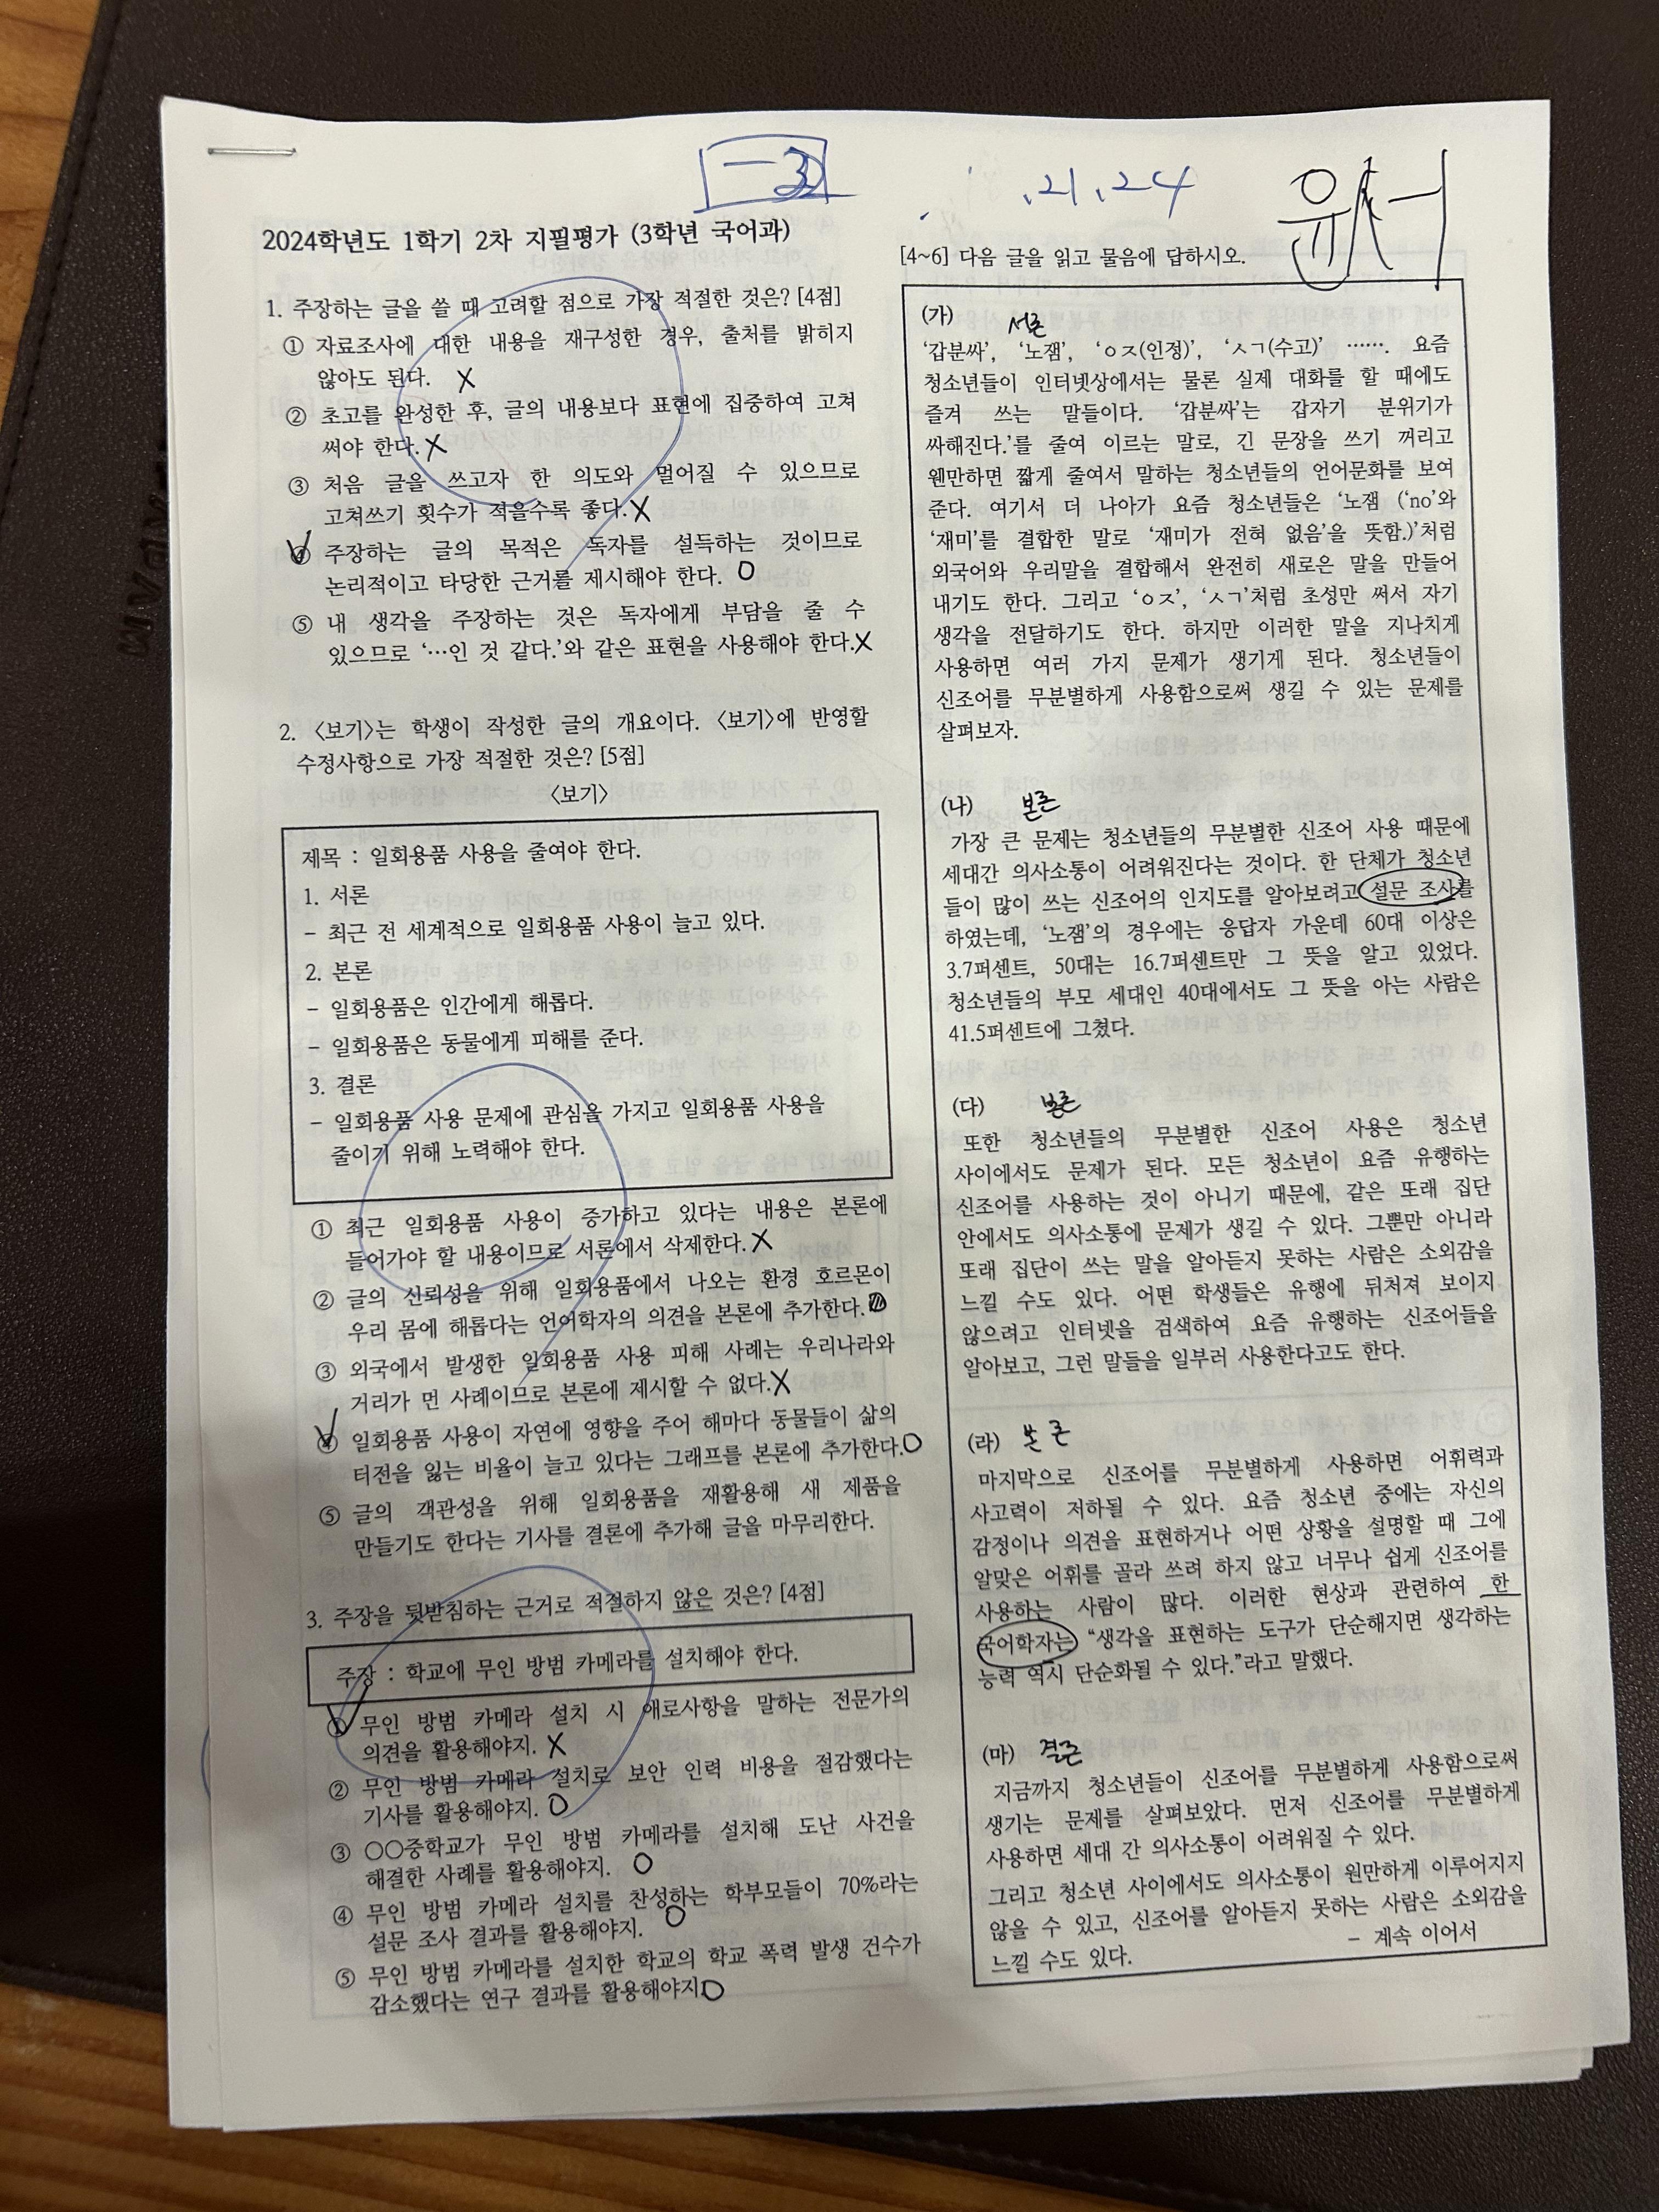 .21.24
2024학년도 1학기 2차 지필평가 (3학년 국어과)
1. 주장하는 글을 쓸 때 고려할 점으로 가장 적절한 것은? [4점]
① 자료조사에 대한 내용을 재구성한 경우, 출처를 밝히지
않아도 된다. X
② 초고를 완성한 후, 글의 내용보다 표현에 집중하여 고쳐
써야 한다. X
③ 처음 글을 쓰고자 한 의도와 멀어질 수 있으므로
고쳐쓰기 횟수가 적을수록 좋다. X
④ 주장하는 글의 목적은 독자를 설득하는 것이므로
논리적이고 타당한 근거를 제시해야 한다. O
⑤ 내 생각을 주장하는 것은 독자에게 부담을 줄 수
있으므로 ‘…인 것 같다.’와 같은 표현을 사용해야 한다. X
2. 〈보기〉는 학생이 작성한 글의 개요이다. 〈보기〉에 반영할
수정사항으로 가장 적절한 것은? [5점]
〈보기〉
제목 : 일회용품 사용을 줄여야 한다.
1. 서론
- 최근 전 세계적으로 일회용품 사용이 늘고 있다.
2. 본론
- 일회용품은 인간에게 해롭다.
- 일회용품은 동물에게 피해를 준다.
3. 결론
- 일회용품 사용 문제에 관심을 가지고 일회용품 사용을
줄이기 위해 노력해야 한다.
① 최근 일회용품 사용이 증가하고 있다는 내용은 본론에
들어가야 할 내용이므로 서론에서 삭제한다. X
② 글의 신뢰성을 위해 일회용품에서 나오는 환경 호르몬이
우리 몸에 해롭다는 언어학자의 의견을 본론에 추가한다.
③ 외국에서 발생한 일회용품 사용 피해 사례는 우리나라와
거리가 먼 사례이므로 본론에 제시할 수 없다. X
④ 일회용품 사용이 자연에 영향을 주어 해마다 동물들이 삶의
터전을 잃는 비율이 늘고 있다는 그래프를 본론에 추가한다. O
⑤ 글의 객관성을 위해 일회용품을 재활용해 새 제품을
만들기도 한다는 기사를 결론에 추가해 글을 마무리한다.
3. 주장을 뒷받침하는 근거로 적절하지 않은 것은? [4점]
주장 : 학교에 무인 방범 카메라를 설치해야 한다.
① 무인 방범 카메라 설치 시 애로사항을 말하는 전문가의
의견을 활용해야지. X
② 무인 방범 카메라 설치로 보안 인력 비용을 절감했다는
기사를 활용해야지. O
③ ○○중학교가 무인 방범 카메라를 설치해 도난 사건을
해결한 사례를 활용해야지. O
④ 무인 방범 카메라 설치를 찬성하는 학부모들이 70%라는
설문 조사 결과를 활용해야지. O
⑤ 무인 방범 카메라를 설치한 학교의 학교 폭력 발생 건수가
감소했다는 연구 결과를 활용해야지. O
[4~6] 다음 글을 읽고 물음에 답하시오.
(가) 서론
‘갑분싸’, ‘노잼’, ‘ㅇㅈ(인정)’, ‘ㅅㄱ(수고)’ ……. 요즘
청소년들이 인터넷상에서는 물론 실제 대화를 할 때에도
즐겨 쓰는 말들이다. ‘갑분싸’는 갑자기 분위기가
싸해진다.’를 줄여 이르는 말로, 긴 문장을 쓰기 꺼리고
웬만하면 짧게 줄여서 말하는 청소년들의 언어문화를 보여
준다. 여기서 더 나아가 요즘 청소년들은 ‘노잼 (‘no’와
‘재미’를 결합한 말로 ‘재미가 전혀 없음’을 뜻함.)’처럼
외국어와 우리말을 결합해서 완전히 새로운 말을 만들어
내기도 한다. 그리고 ‘ㅇㅈ’, ‘ㅅㄱ’처럼 초성만 써서 자기
생각을 전달하기도 한다. 하지만 이러한 말을 지나치게
사용하면 여러 가지 문제가 생기게 된다. 청소년들이
신조어를 무분별하게 사용함으로써 생길 수 있는 문제를
살펴보자.
(나) 본론
가장 큰 문제는 청소년들의 무분별한 신조어 사용 때문에
세대간 의사소통이 어려워진다는 것이다. 한 단체가 청소년
들이 많이 쓰는 신조어의 인지도를 알아보려고 설문 조사를
하였는데, ‘노잼’의 경우에는 응답자 가운데 60대 이상은
3.7퍼센트, 50대는 16.7퍼센트만 그 뜻을 알고 있었다.
청소년들의 부모 세대인 40대에서도 그 뜻을 아는 사람은
41.5퍼센트에 그쳤다.
(다) 본론
또한 청소년들의 무분별한 신조어 사용은 청소년
사이에서도 문제가 된다. 모든 청소년이 요즘 유행하는
신조어를 사용하는 것이 아니기 때문에, 같은 또래 집단
안에서도 의사소통에 문제가 생길 수 있다. 그뿐만 아니라
또래 집단이 쓰는 말을 알아듣지 못하는 사람은 소외감을
느낄 수도 있다. 어떤 학생들은 유행에 뒤처져 보이지
않으려고 인터넷을 검색하여 요즘 유행하는 신조어들을
알아보고, 그런 말들을 일부러 사용한다고도 한다.
(라) 본론
마지막으로 신조어를 무분별하게 사용하면 어휘력과
사고력이 저하될 수 있다. 요즘 청소년 중에는 자신의
감정이나 의견을 표현하거나 어떤 상황을 설명할 때 그에
알맞은 어휘를 골라 쓰려 하지 않고 너무나 쉽게 신조어를
사용하는 사람이 많다. 이러한 현상과 관련하여 한
국어학자는 “생각을 표현하는 도구가 단순해지면 생각하는
능력 역시 단순화될 수 있다.”라고 말했다.
(마) 결론
지금까지 청소년들이 신조어를 무분별하게 사용함으로써
생기는 문제를 살펴보았다. 먼저 신조어를 무분별하게
사용하면 세대 간 의사소통이 어려워질 수 있다.
그리고 청소년 사이에서도 의사소통이 원만하게 이루어지지
않을 수 있고, 신조어를 알아듣지 못하는 사람은 소외감을
느낄 수도 있다.
- 계속 이어서